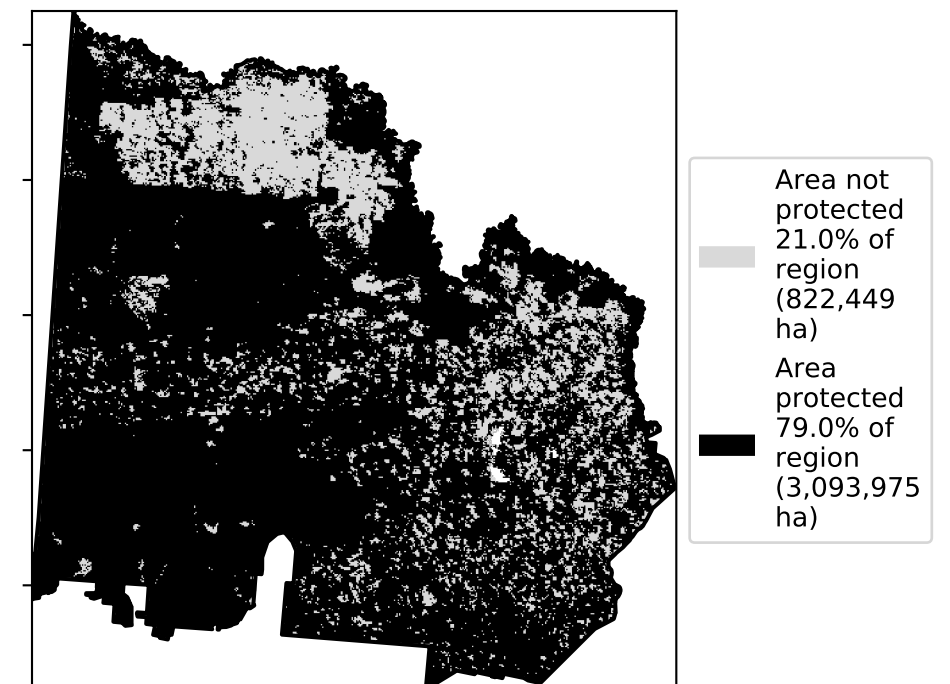 Area not
protected
21.0% of
region
(822,449
ha)
Area
protected
79.0% of
region
(3,093,975
ha)